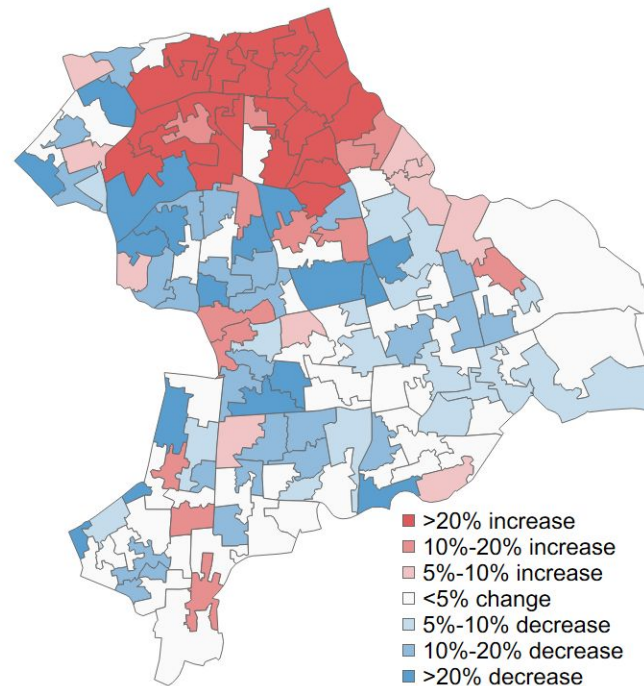 >20% increase
10%-20% increase
5%-10% increase
<5% change
5%-10% decrease
10%-20% decrease
>20% decrease